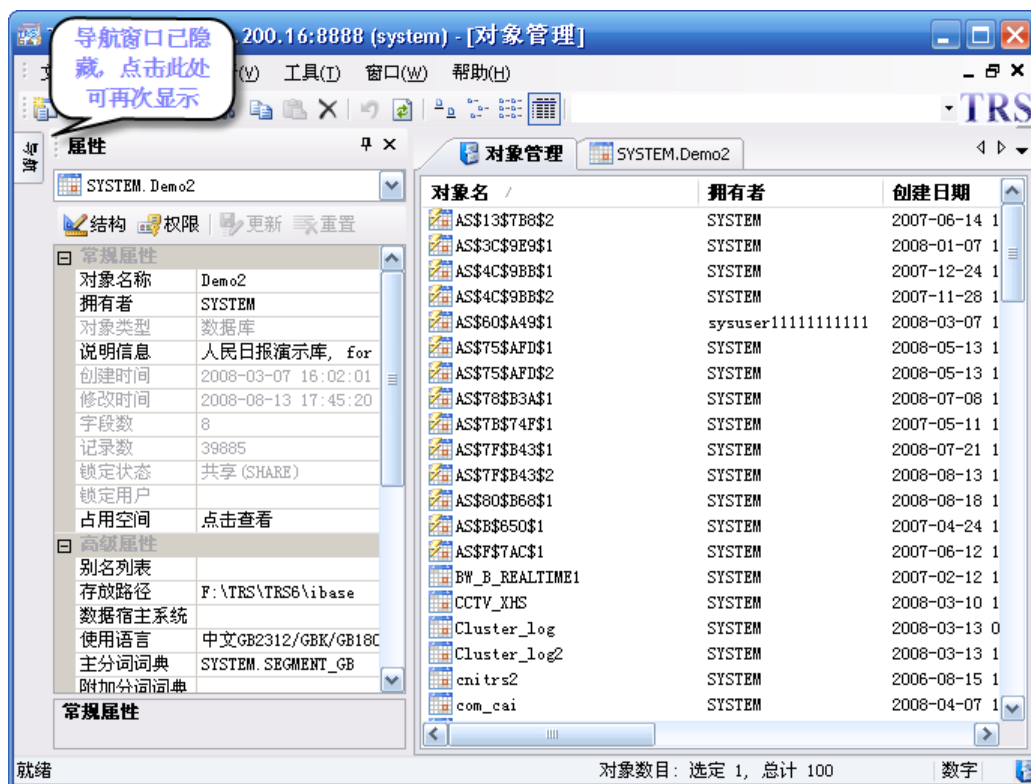 导航窗口已隐藏，点击此处可再次显示
.200.16:8888 (system) - [对象管理]
(V) 工具(T) 窗口(W) 帮助(H)
TRS
导航
属性
SYSTEM.Demo2
结构 权限 更新 重置
常规属性
对象名称 Demo2
拥有者 SYSTEM
对象类型 数据库
说明信息 人民日报演示库, for
创建时间 2008-03-07 16:02:01
修改时间 2008-08-13 17:45:20
字段数 8
记录数 39885
锁定状态 共享(SHARE)
锁定用户
占用空间 点击查看
高级属性
别名列表
存放路径 F:\TRS\TRS6\ibase
数据宿主系统
使用语言 中文GB2312/GBK/GB18C
主分词词典 SYSTEM.SEGMENT_GB
附加分词词典
常规属性
对象管理 SYSTEM.Demo2
对象名 / 拥有者 创建日期
AS$13$7B8$2 SYSTEM 2007-06-14 1
AS$3C$9E9$1 SYSTEM 2008-01-07 1
AS$4C$9BB$1 SYSTEM 2007-12-24 1
AS$4C$9BB$2 SYSTEM 2007-11-28 1
AS$60$A49$1 sysuser11111111111 2008-03-07 1
AS$75$AFD$1 SYSTEM 2008-05-13 1
AS$75$AFD$2 SYSTEM 2008-05-13 1
AS$78$B3A$1 SYSTEM 2008-07-08 1
AS$7B$74F$1 SYSTEM 2007-05-11 1
AS$7F$B43$1 SYSTEM 2008-07-21 1
AS$7F$B43$2 SYSTEM 2008-08-13 1
AS$80$B68$1 SYSTEM 2008-08-18 1
AS$B$650$1 SYSTEM 2007-04-24 1
AS$F$7AC$1 SYSTEM 2007-06-12 1
BW_B_REALTIME1 SYSTEM 2007-02-12 1
CCTV_XHS SYSTEM 2008-03-10 1
Cluster_log SYSTEM 2008-03-13 0
Cluster_log2 SYSTEM 2008-03-13 1
cnitrs2 SYSTEM 2006-08-15 1
com_cai SYSTEM 2008-04-07 1
就绪 对象数目: 选定 1, 总计 100 数字